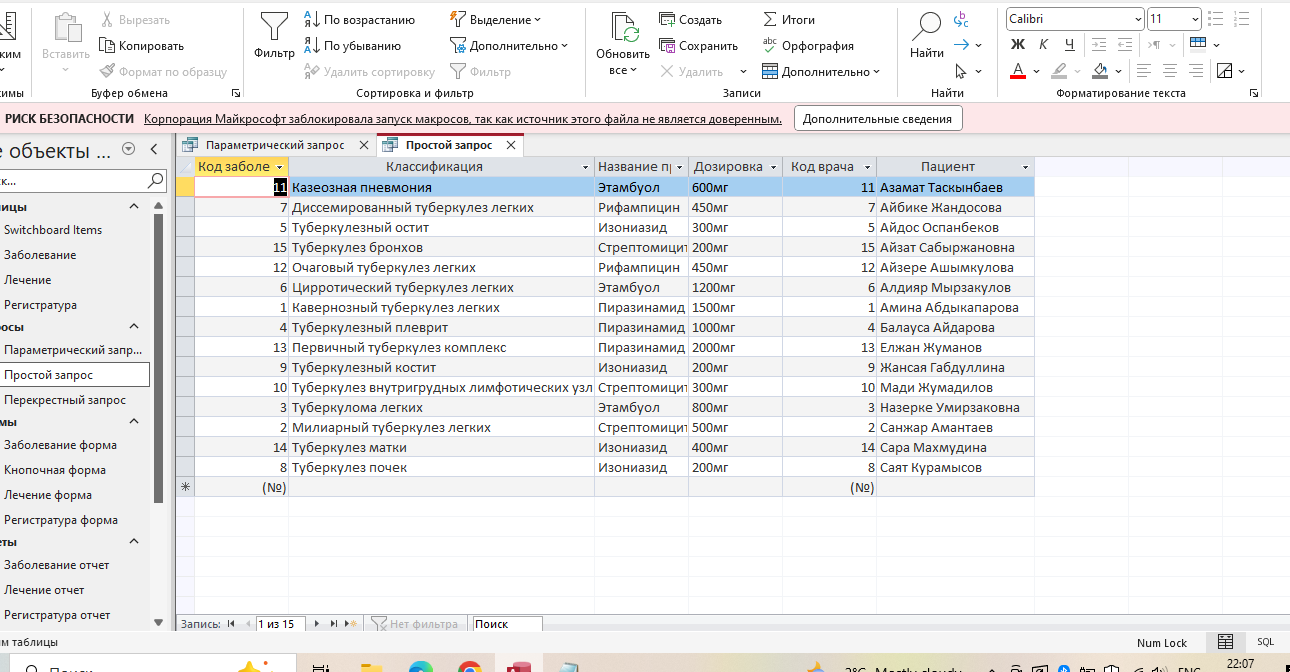 Вставить
Вырезать
Копировать
Формат по образцу
Буфер обмена
Фильтр
По возрастанию
По убыванию
Удалить сортировку
Выделение
Дополнительно
Фильтр
Сортировка и фильтр
Обновить
все
Создать
Сохранить
Удалить
Итоги
Орфография
Дополнительно
Записи
Найти
Найти
Calibri 11
Ж К Ч
Форматирование текста
РИСК БЕЗОПАСНОСТИ Корпорация Майкрософт заблокировала запуск макросов, так как источник этого файла не является доверенным. Дополнительные сведения
е объекты ...
к...
ицы
Switchboard Items
Заболевание
Лечение
Регистратура
осы
Параметрический запр...
Простой запрос
Перекрестный запрос
мы
Заболевание форма
Кнопочная форма
Лечение форма
Регистратура форма
еты
Заболевание отчет
Лечение отчет
Регистратура отчет
Параметрический запрос Простой запрос
Код заболе Классификация Название пр Дозировка Код врача Пациент
11 Казеозная пневмония Этамбуол 600мг 11 Азамат Таскынбаев
7 Диссемированный туберкулез легких Рифампицин 450мг 7 Айбике Жандосова
5 Туберкулезный остит Изониазид 300мг 5 Айдос Оспанбеков
15 Туберкулез бронхов Стрептомицит 200мг 15 Айзат Сабыржановна
12 Очаговый туберкулез легких Рифампицин 450мг 12 Айзере Ашымкулова
6 Цирротический туберкулез легких Этамбуол 1200мг 6 Алдияр Мырзакулов
1 Кавернозный туберкулез легких Пиразинамид 1500мг 1 Амина Абдыкапарова
4 Туберкулезный плеврит Пиразинамид 1000мг 4 Балауса Айдарова
13 Первичный туберкулез комплекс Пиразинамид 2000мг 13 Елжан Жуманов
9 Туберкулезный костит Изониазид 200мг 9 Жансая Габдуллина
10 Туберкулез внутригрудных лимфотических узл Стрептомицит 300мг 10 Мади Жумадилов
3 Туберкулома легких Этамбуол 800мг 3 Назерке Умирзаковна
2 Милиарный туберкулез легких Стрептомицит 500мг 2 Санжар Амантаев
14 Туберкулез матки Изониазид 400мг 14 Сара Махмудина
8 Туберкулез почек Изониазид 200мг 8 Саят Курамысов
(№) (№)
Запись: 1 из 15 Нет фильтра Поиск
м таблицы Num Lock SQL
22:07